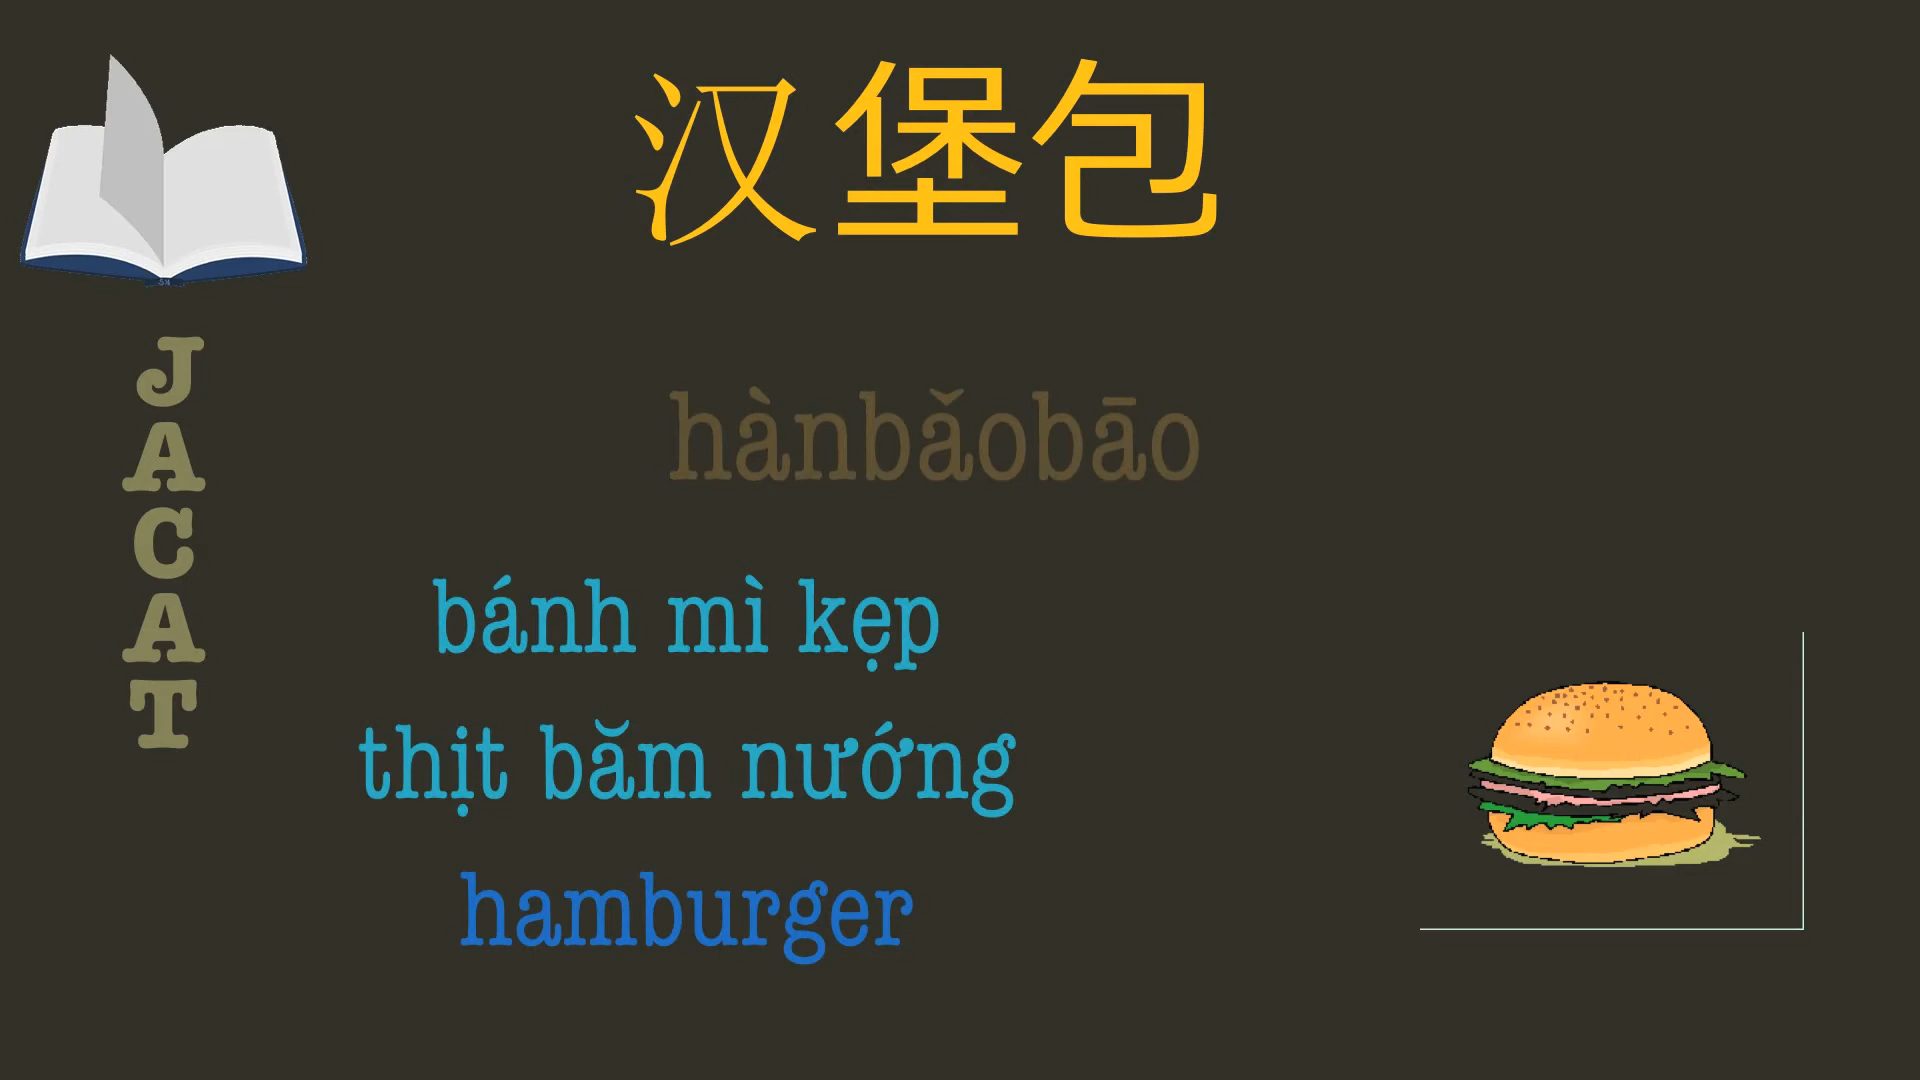 汉堡包
hànbǎobāo
bánh mì kẹp
thịt băm nướng
hamburger
JACAT